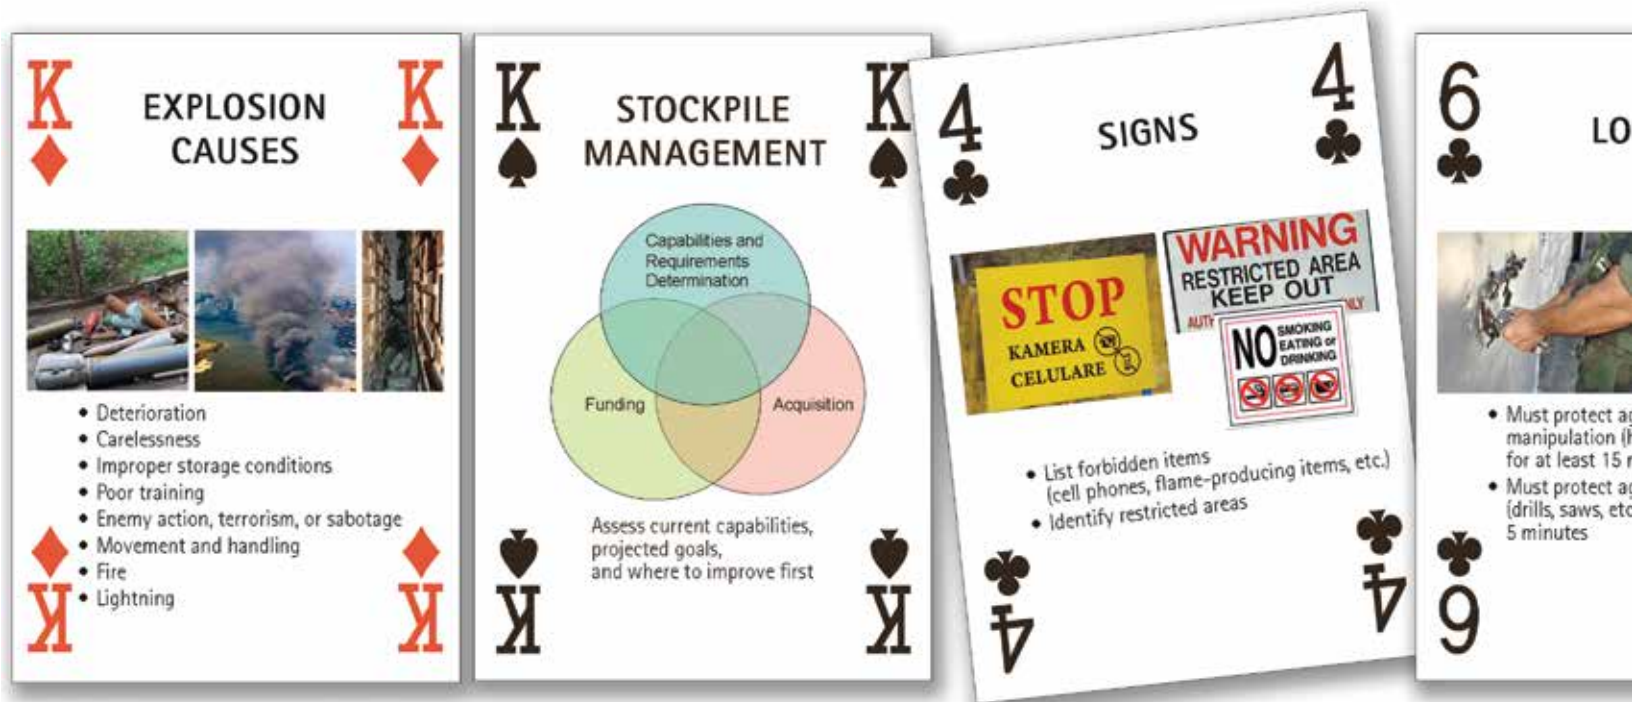 K
K
EXPLOSION
CAUSES
Deterioration
Carelessness
Improper storage conditions
Poor training
Enemy action, terrorism, or sabotage
Movement and handling
Fire
Lightning
K
K
K
K
STOCKPILE
MANAGEMENT
Capabilities and
Requirements
Determination
Funding
Acquisition
Assess current capabilities,
projected goals,
and where to improve first
K
K
4
4
SIGNS
STOP
KAMERA
CELULARE
WARNING
RESTRICTED AREA
KEEP OUT
NO SMOKING
EATING or
DRINKING
List forbidden items
(cell phones, flame-producing items, etc.)
Identify restricted areas
4
4
6
LO
Must protect
manipulation
for at least 15
Must protect
(drills, saws, etc
5 minutes
6